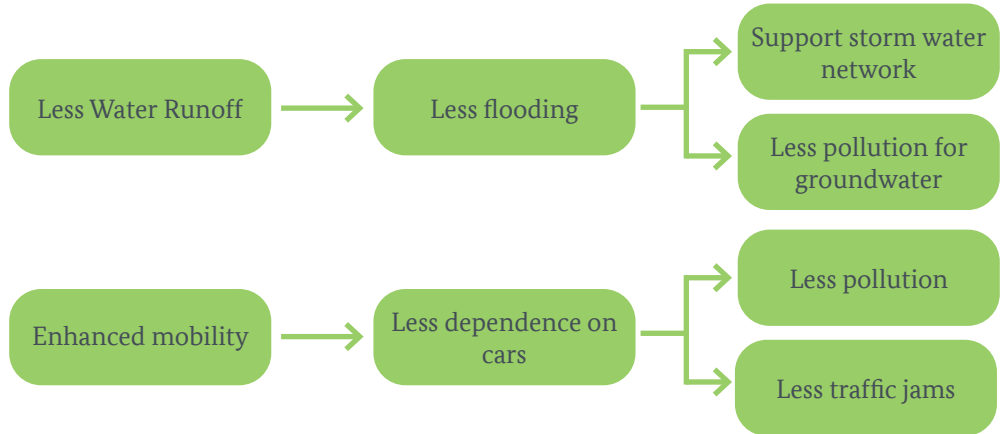 Less Water Runoff
Less flooding
Support storm water
network
Less pollution for
groundwater
Enhanced mobility
Less dependence on
cars
Less pollution
Less traffic jams